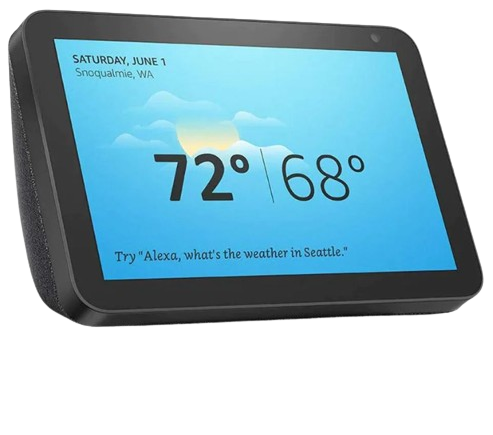 SATURDAY, JUNE 1
Snoqualmie, WA
72° 68°
Try "Alexa, what's the weather in Seattle."